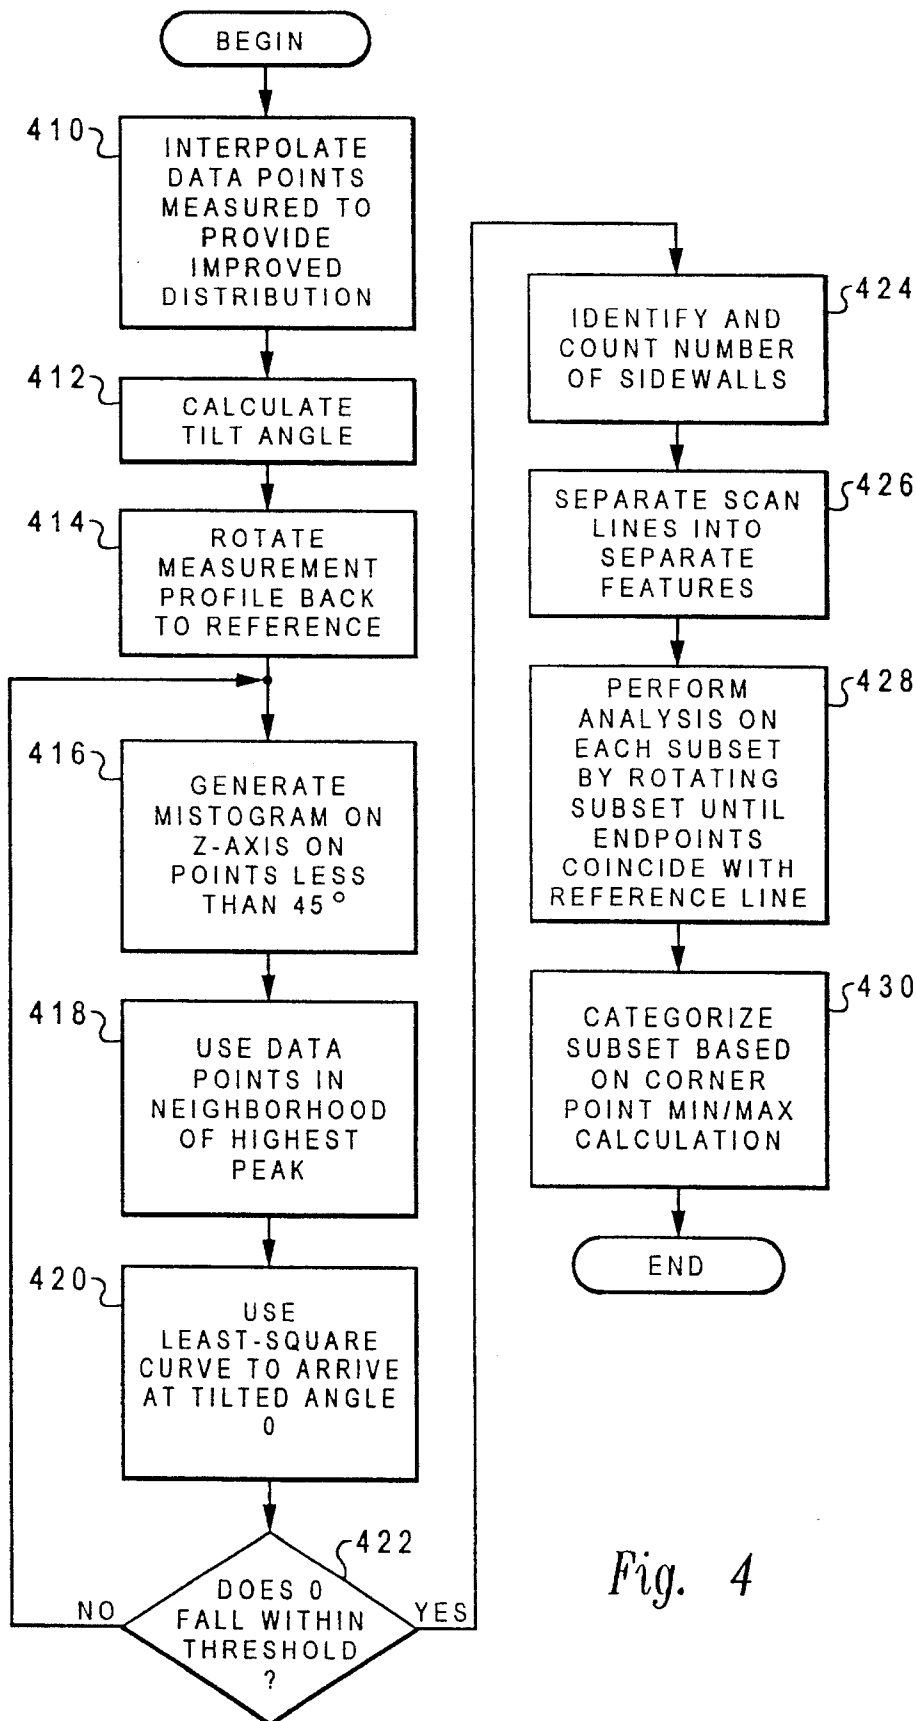 BEGIN
410
INTERPOLATE
DATA POINTS
MEASURED TO
PROVIDE
IMPROVED
DISTRIBUTION
412
CALCULATE
TILT ANGLE
414
ROTATE
MEASUREMENT
PROFILE BACK
TO REFERENCE
416
GENERATE
MISTOGRAM ON
Z-AXIS ON
POINTS LESS
THAN 45°
418
USE DATA
POINTS IN
NEIGHBORHOOD
OF HIGHEST
PEAK
420
USE
LEAST-SQUARE
CURVE TO ARRIVE
AT TILTED ANGLE
0
422
DOES 0
FALL WITHIN
THRESHOLD
?
NO
YES
424
IDENTIFY AND
COUNT NUMBER
OF SIDEWALLS
426
SEPARATE SCAN
LINES INTO
SEPARATE
FEATURES
428
PERFORM
ANALYSIS ON
EACH SUBSET
BY ROTATING
SUBSET UNTIL
ENDPOINTS
COINCIDE WITH
REFERENCE LINE
430
CATEGORIZE
SUBSET BASED
ON CORNER
POINT MIN/MAX
CALCULATION
END
Fig. 4